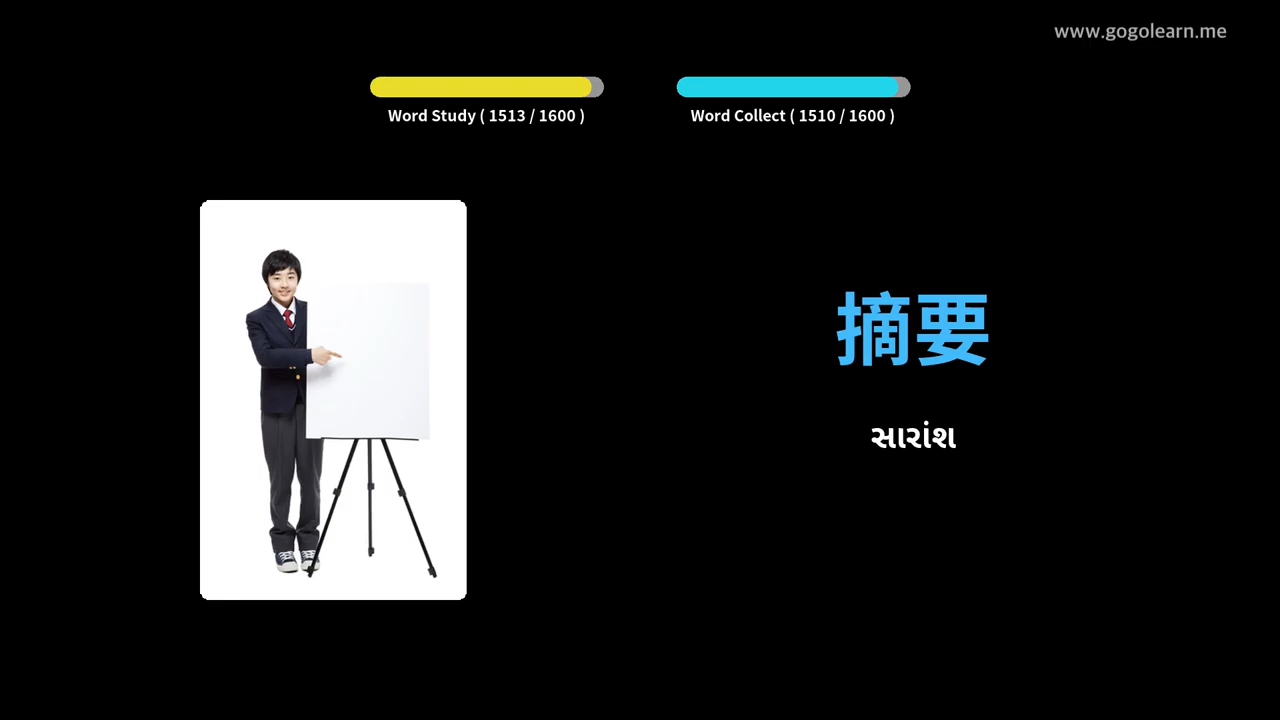 www.gogolearn.me
Word Study ( 1513 / 1600 )
Word Collect ( 1510 / 1600 )
摘要
સારાંશ